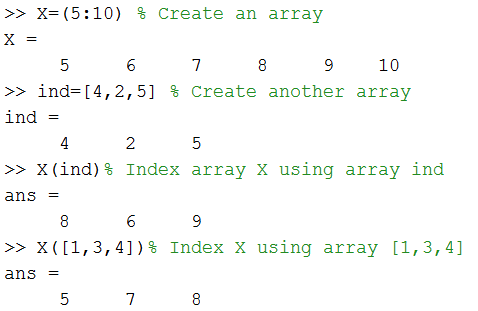 >> X=(5:10) % Create an array
X =
5 6 7 8 9 10
>> ind=[4,2,5] % Create another array
ind =
4 2 5
>> X(ind)% Index array X using array ind
ans =
8 6 9
>> X([1,3,4])% Index X using array [1,3,4]
ans =
5 7 8